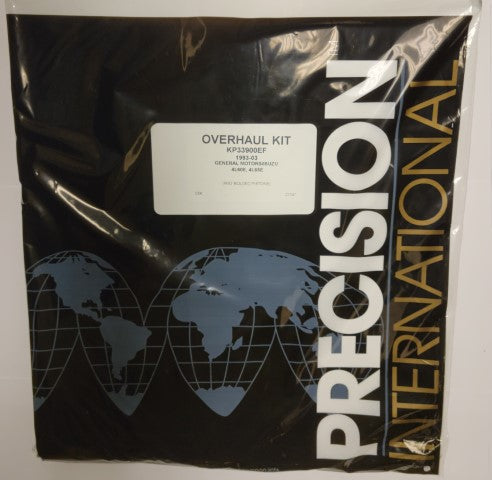 OVERHAUL KIT
KP33900EF
1993-03
GENERAL MOTORS/ISUZU
4L60E, 4L65E
PRECISION
INTERNATIONAL